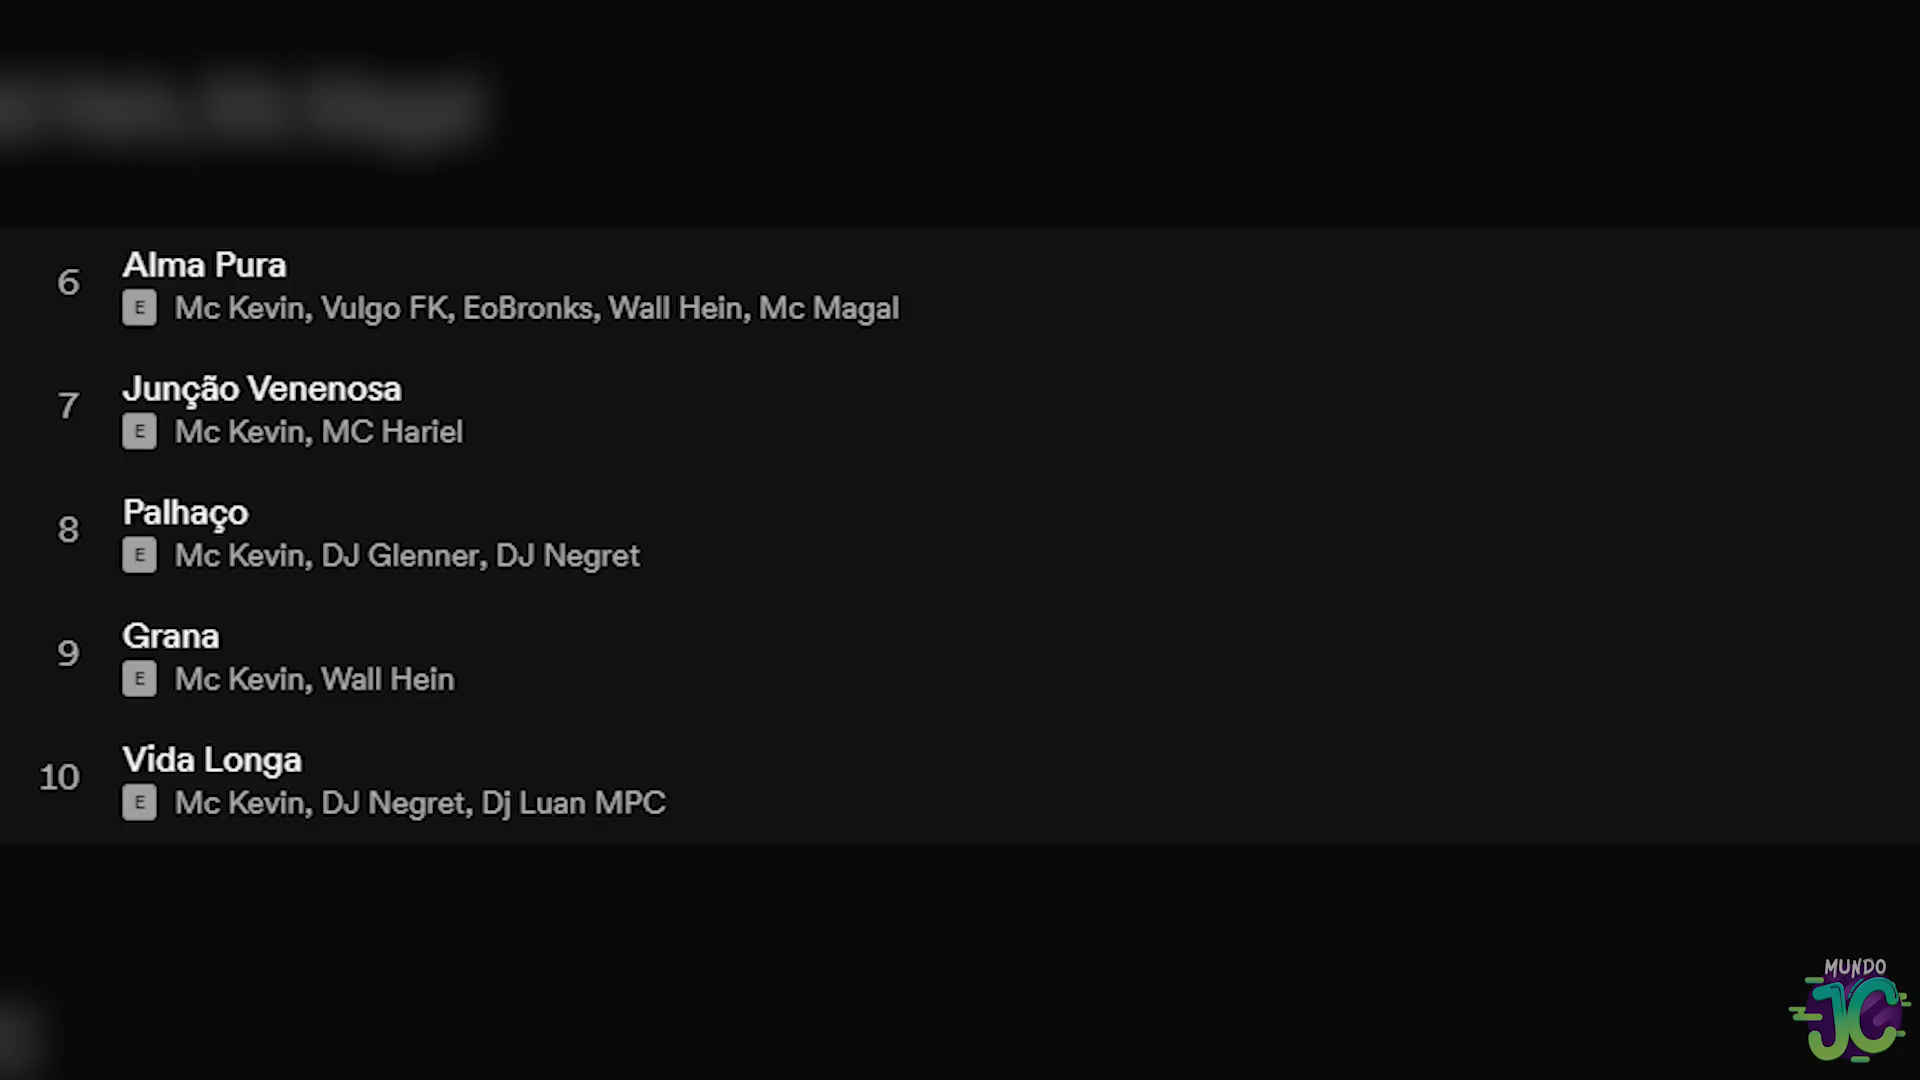 6
Alma Pura
E Mc Kevin, Vulgo FK, EoBronks, Wall Hein, Mc Magal
7
Junção Venenosa
E Mc Kevin, MC Hariel
8
Palhaço
E Mc Kevin, DJ Glenner, DJ Negret
9
Grana
E Mc Kevin, Wall Hein
10
Vida Longa
E Mc Kevin, DJ Negret, Dj Luan MPC
MUNDO
JC